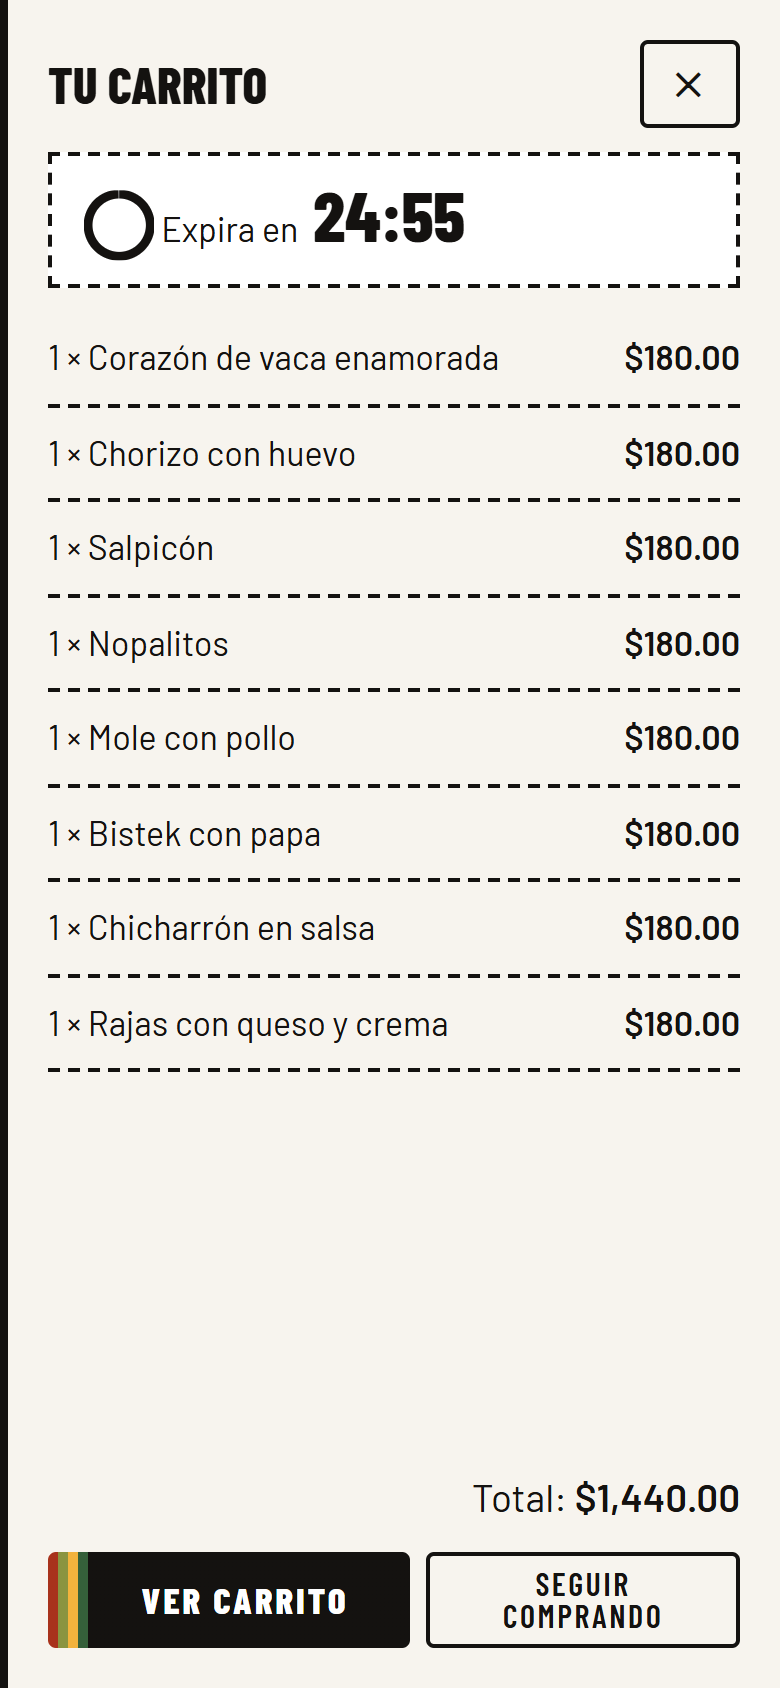 TU CARRITO ×
Expira en 24:55
1 × Corazón de vaca enamorada $180.00
1 × Chorizo con huevo $180.00
1 × Salpicón $180.00
1 × Nopalitos $180.00
1 × Mole con pollo $180.00
1 × Bistek con papa $180.00
1 × Chicharrón en salsa $180.00
1 × Rajas con queso y crema $180.00
Total: $1,440.00
VER CARRITO
SEGUIR
COMPRANDO